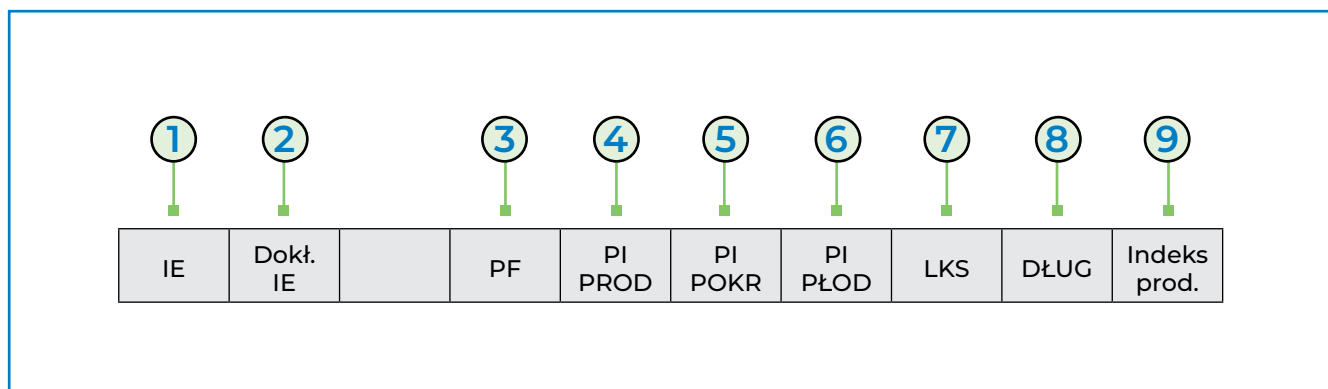 1 2 3 4 5 6 7 8 9
IE
Dokł.
IE
PF
PI
PROD
PI
POKR
PI
PŁOD
LKS
DŁUG
Indeks
prod.